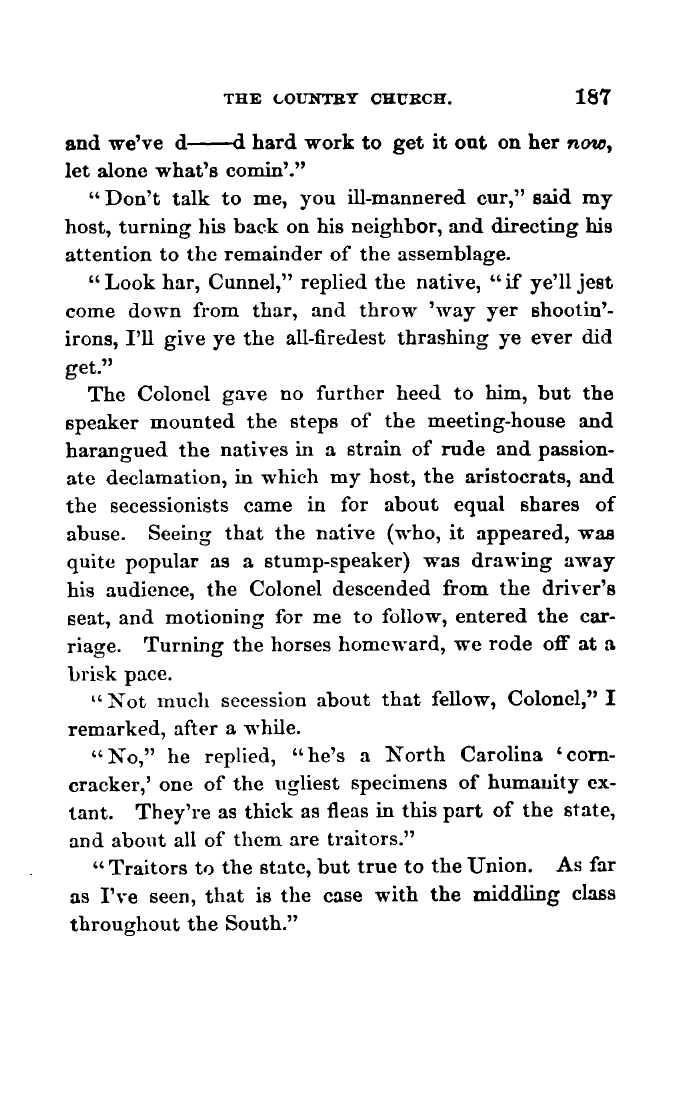 THE COUNTRY CHURCH. 187
and we've d——d hard work to get it out on her now,
let alone what's comin'."
"Don't talk to me, you ill-mannered cur," said my
host, turning his back on his neighbor, and directing his
attention to the remainder of the assemblage.
"Look har, Cunnel," replied the native, "if ye'll jest
come down from thar, and throw 'way yer shootin'-
irons, I'll give ye the all-firedest thrashing ye ever did
get."
The Colonel gave no further heed to him, but the
speaker mounted the steps of the meeting-house and
harangued the natives in a strain of rude and passion-
ate declamation, in which my host, the aristocrats, and
the secessionists came in for about equal shares of
abuse. Seeing that the native (who, it appeared, was
quite popular as a stump-speaker) was drawing away
his audience, the Colonel descended from the driver's
seat, and motioning for me to follow, entered the car-
riage. Turning the horses homeward, we rode off at a
brisk pace.
"Not much secession about that fellow, Colonel," I
remarked, after a while.
"No," he replied, "he's a North Carolina 'corn-
cracker,' one of the ugliest specimens of humanity ex-
tant. They're as thick as fleas in this part of the state,
and about all of them are traitors."
"Traitors to the state, but true to the Union. As far
as I've seen, that is the case with the middling class
throughout the South."